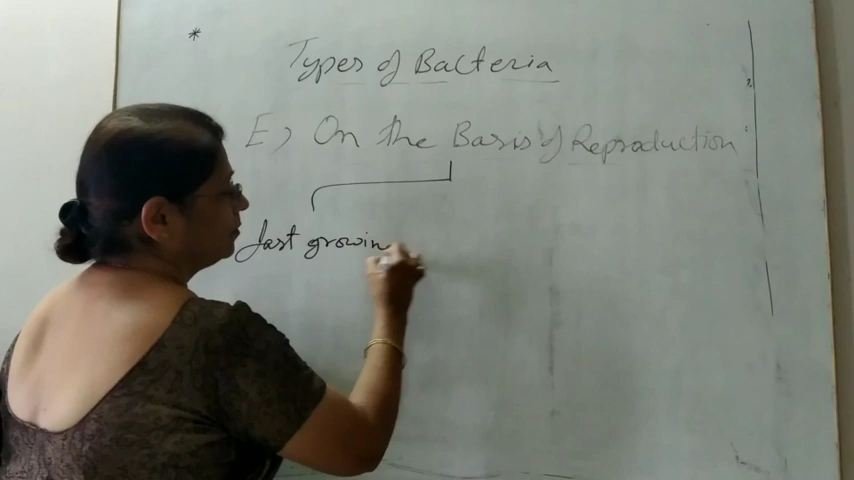 *
Types of Bacteria
E) On the Basis of Reproduction
fast growin